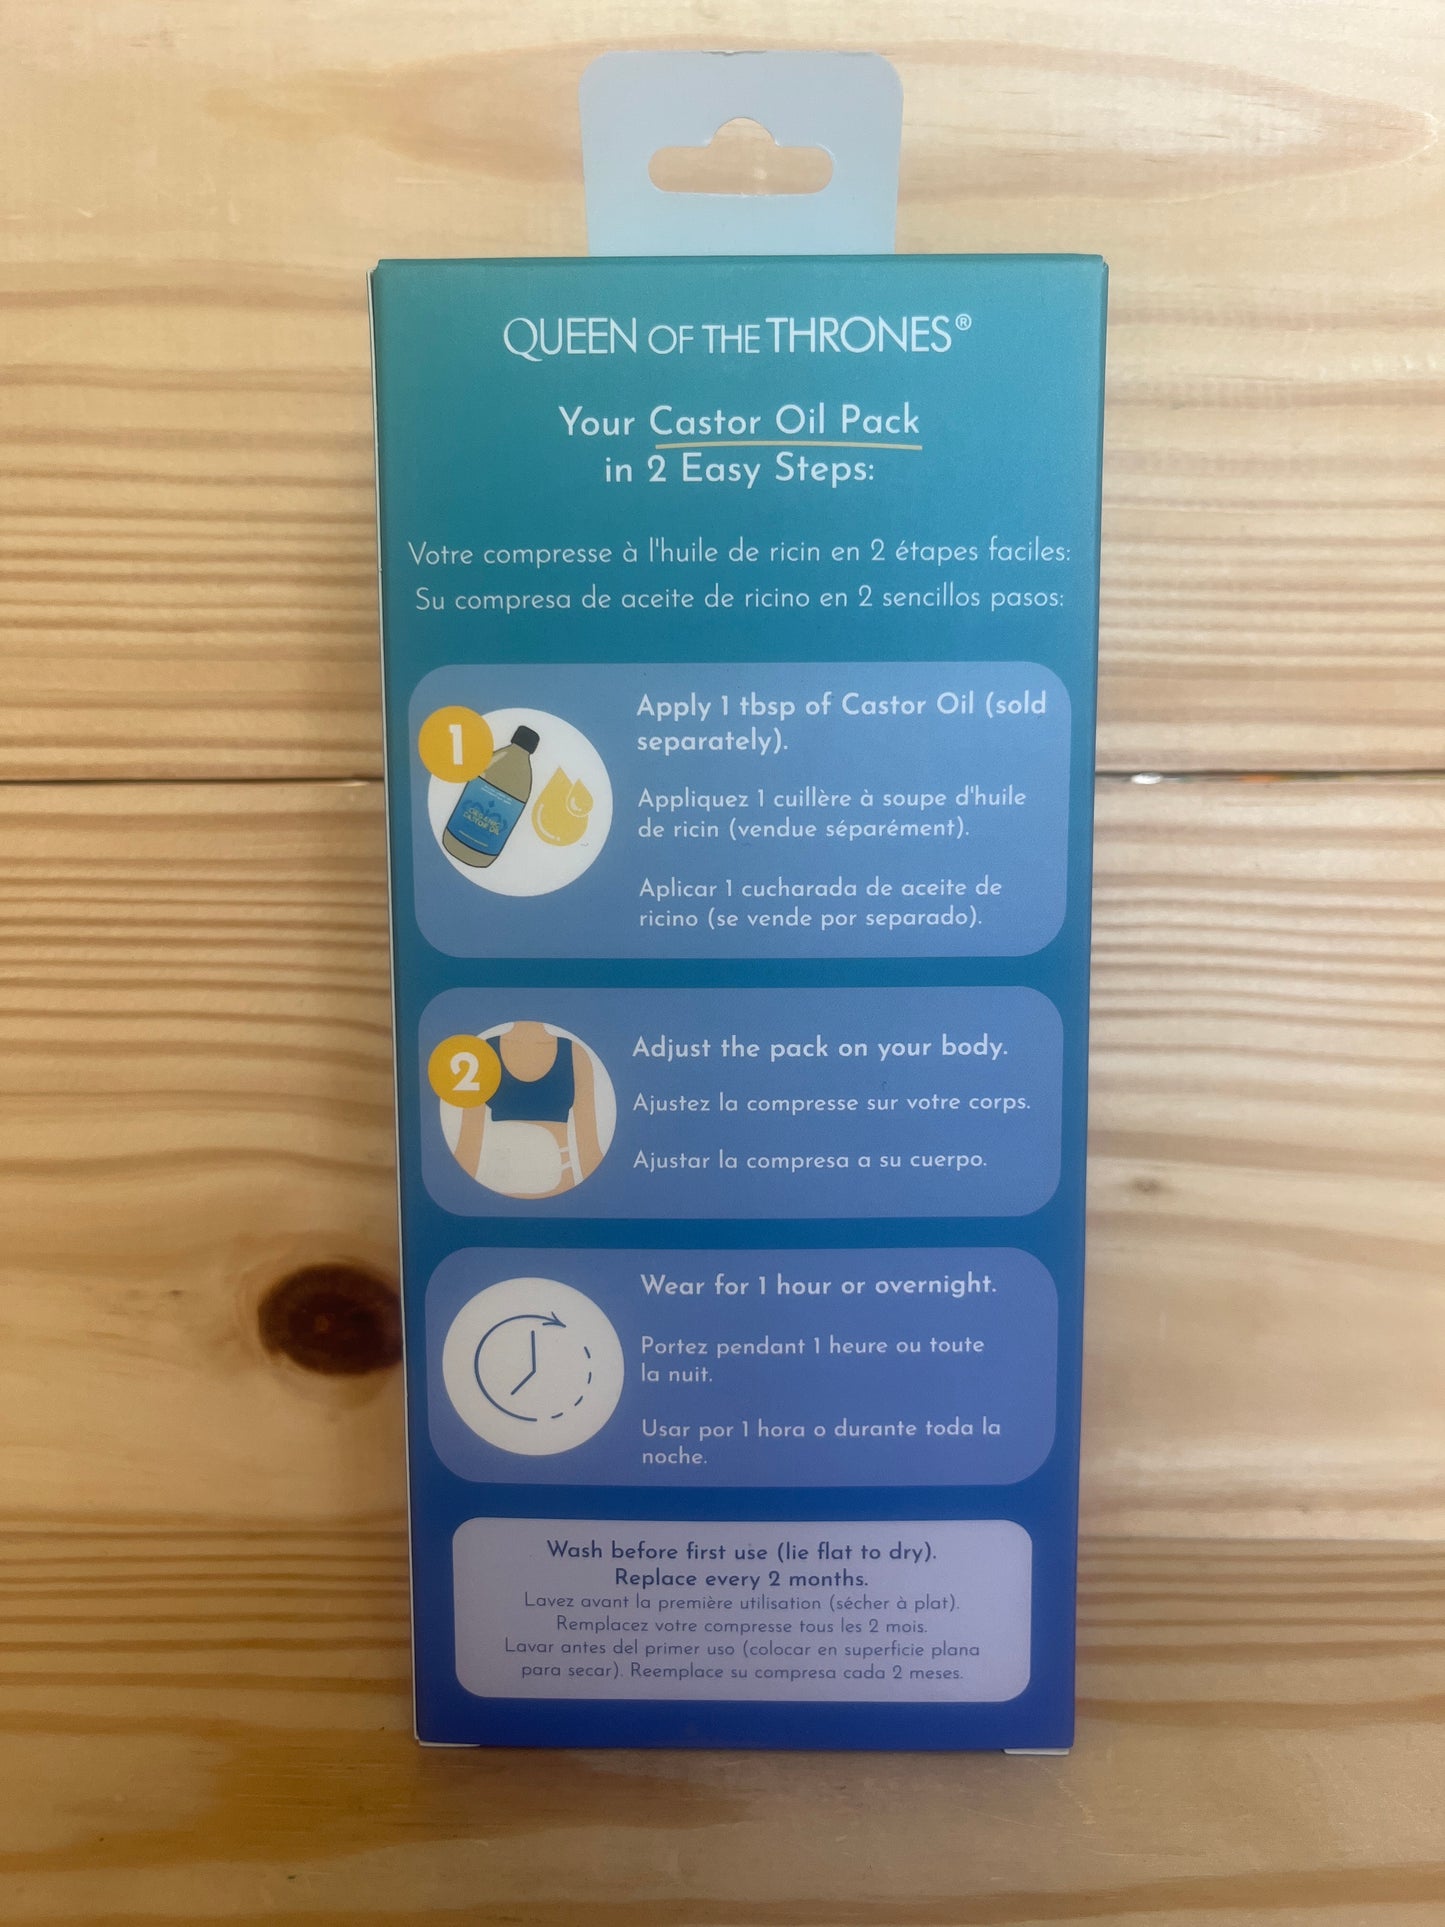 QUEEN OF THE THRONES®
Your Castor Oil Pack
in 2 Easy Steps:
Votre compresse à l'huile de ricin en 2 étapes faciles:
Su compresa de aceite de ricino en 2 sencillos pasos:
1
ORGANIC
CASTOR OIL
Apply 1 tbsp of Castor Oil (sold
separately).
Appliquez 1 cuillère à soupe d'huile
de ricin (vendue séparément).
Aplicar 1 cucharada de aceite de
ricino (se vende por separado).
2
Adjust the pack on your body.
Ajustez la compresse sur votre corps.
Ajustar la compresa a su cuerpo.
Wear for 1 hour or overnight.
Portez pendant 1 heure ou toute
la nuit.
Usar por 1 hora o durante toda la
noche.
Wash before first use (lie flat to dry).
Replace every 2 months.
Lavez avant la première utilisation (sécher à plat).
Remplacez votre compresse tous les 2 mois.
Lavar antes del primer uso (colocar en superficie plana
para secar). Reemplace su compresa cada 2 meses.